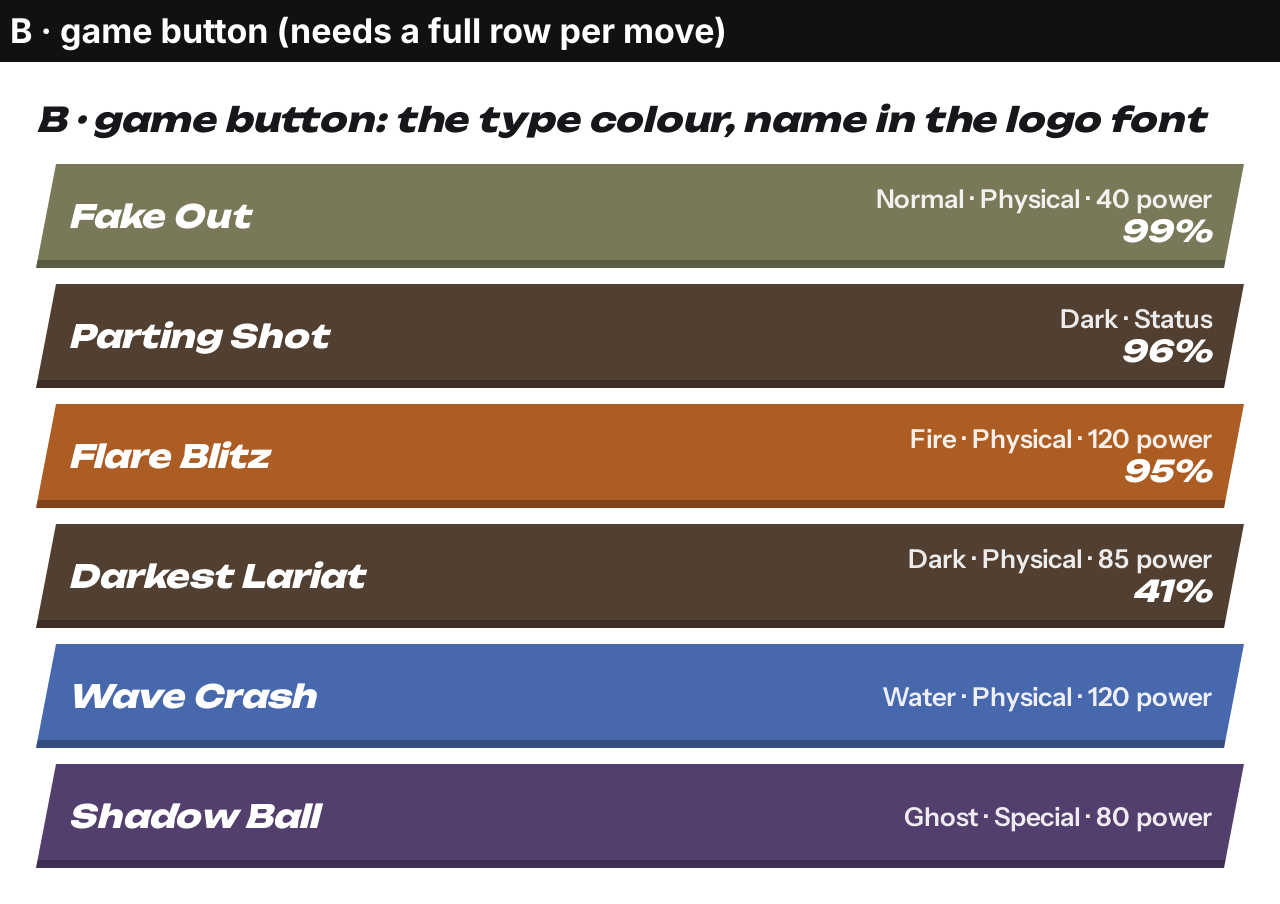 B · game button (needs a full row per move)
B · game button: the type colour, name in the logo font
Fake Out
Normal · Physical · 40 power
99%
Parting Shot
Dark · Status
96%
Flare Blitz
Fire · Physical · 120 power
95%
Darkest Lariat
Dark · Physical · 85 power
41%
Wave Crash
Water · Physical · 120 power
Shadow Ball
Ghost · Special · 80 power